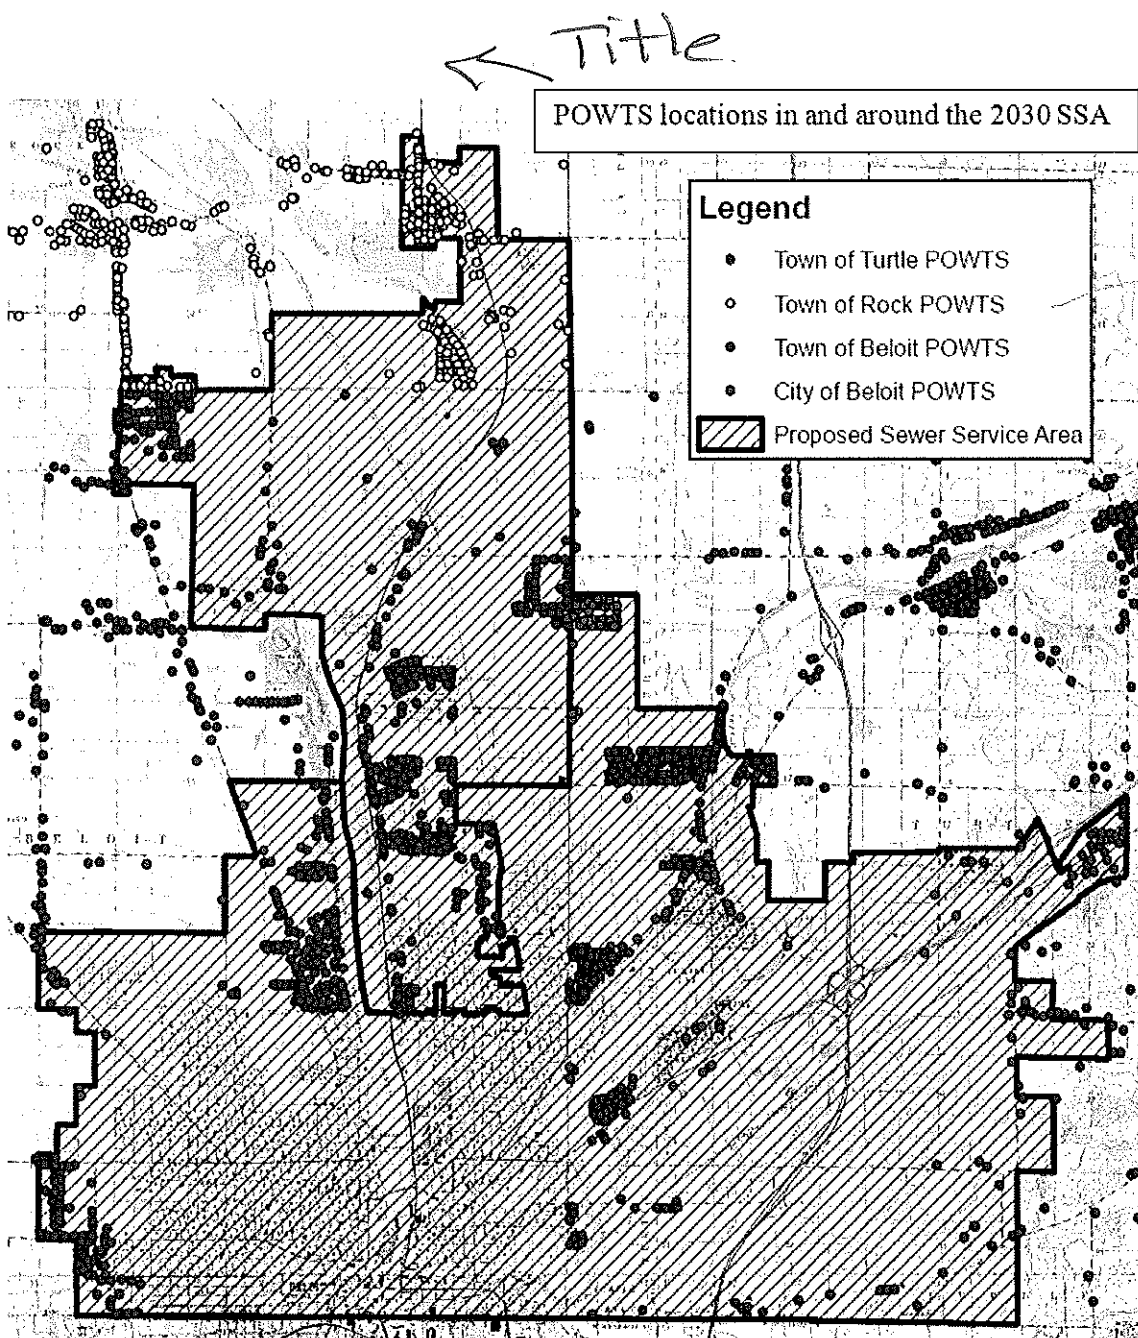 Title
POWTS locations in and around the 2030 SSA
Legend
Town of Turtle POWTS
Town of Rock POWTS
Town of Beloit POWTS
City of Beloit POWTS
Proposed Sewer Service Area